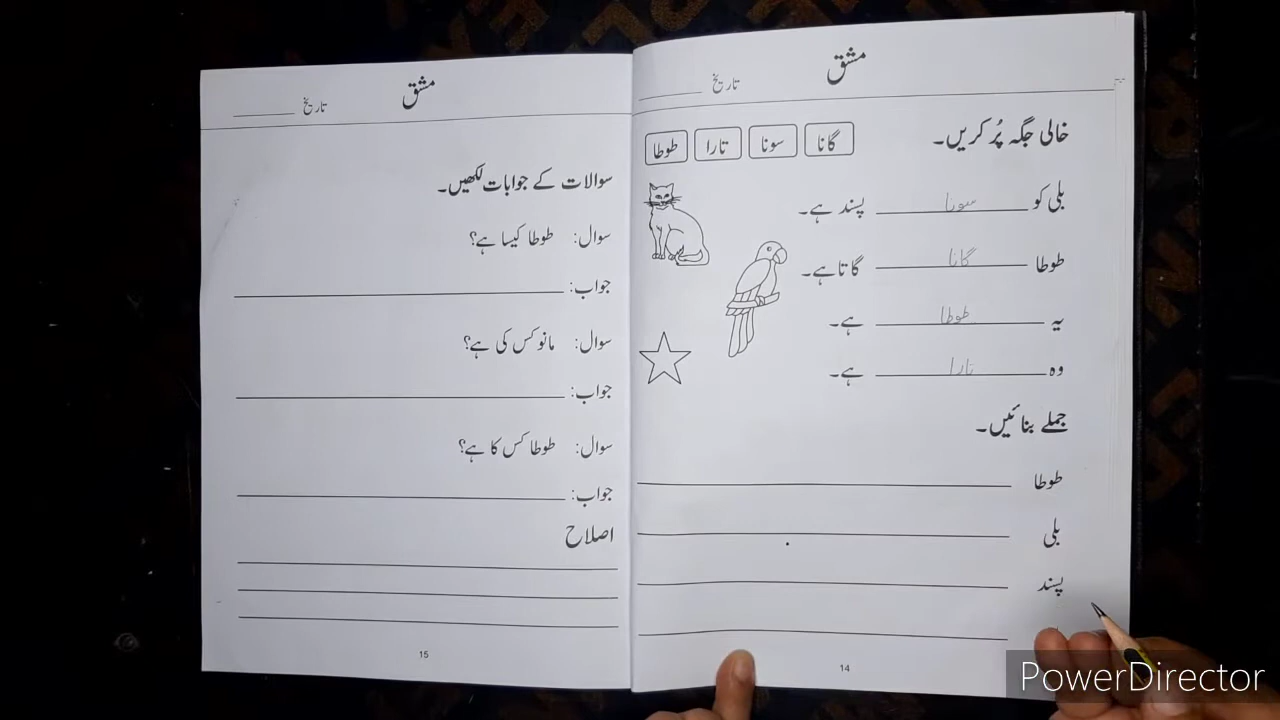 مشق
تاریخ
خالی جگہ پُر کریں۔
گانا سونا تارا طوطا
بلی کو سونا پسند ہے۔
طوطا گانا گاتا ہے۔
یہ طوطا ہے۔
وہ تارا ہے۔
جملے بنائیں۔
طوطا
بلی
پسند
14
مشق
تاریخ
سوالات کے جوابات لکھیں۔
سوال: طوطا کیسا ہے؟
جواب:
سوال: مانو کس کی ہے؟
جواب:
سوال: طوطا کس کا ہے؟
جواب:
اصلاح
15
PowerDirector